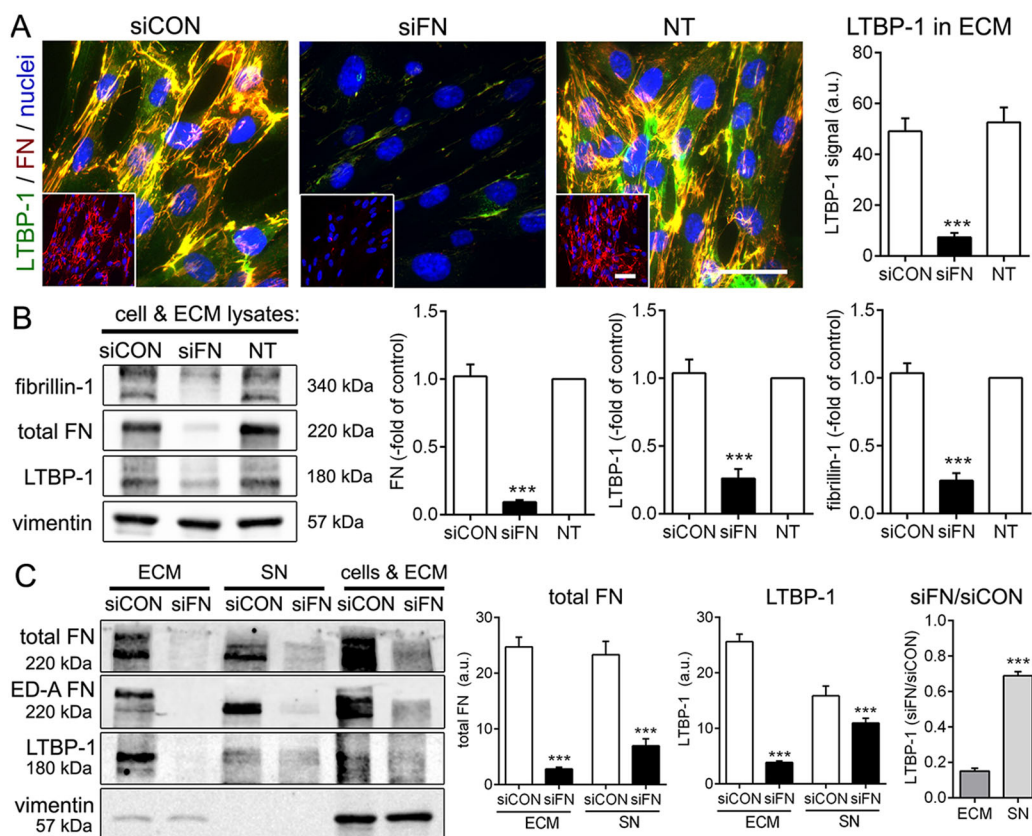 A
siCON
siFN
NT
LTBP-1 / FN / nuclei
LTBP-1 in ECM
LTBP-1 signal (a.u.)
80
60
40
20
0
***
siCON
siFN
NT
B
cell & ECM lysates:
siCON siFN NT
fibrillin-1
340 kDa
total FN
220 kDa
LTBP-1
180 kDa
vimentin
57 kDa
FN (-fold of control)
1.5
1.0
0.5
0.0
***
siCON siFN NT
LTBP-1 (-fold of control)
1.5
1.0
0.5
0.0
***
siCON siFN NT
fibrillin-1 (-fold of control)
1.5
1.0
0.5
0.0
***
siCON siFN NT
C
ECM SN cells & ECM
siCON siFN siCON siFN siCON siFN
total FN
220 kDa
ED-A FN
220 kDa
LTBP-1
180 kDa
vimentin
57 kDa
total FN
total FN (a.u.)
30
20
10
0
***
***
siCON siFN siCON siFN
ECM SN
LTBP-1
LTBP-1 (a.u.)
30
20
10
0
***
***
siCON siFN siCON siFN
ECM SN
siFN/siCON
LTBP-1 (siFN/siCON)
1.0
0.8
0.6
0.4
0.2
0.0
***
ECM SN